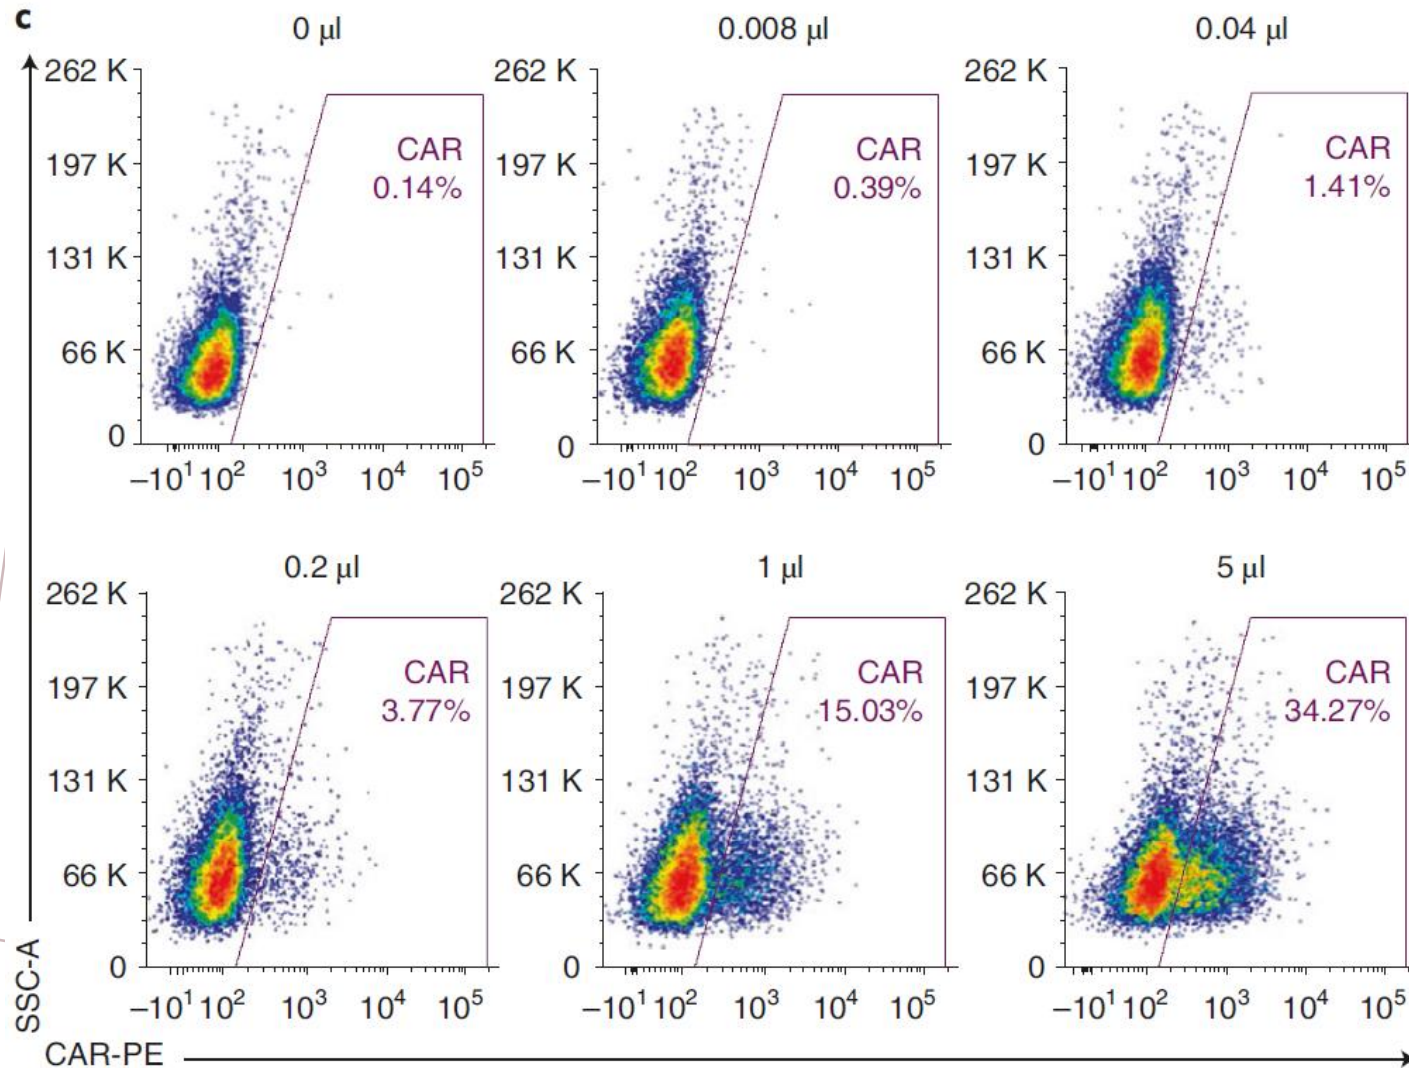 c
0 µl
0.008 µl
0.04 µl
262 K
197 K
131 K
66 K
0
CAR
0.14%
–10¹ 10² 10³ 10⁴ 10⁵
262 K
197 K
131 K
66 K
0
CAR
0.39%
–10¹ 10² 10³ 10⁴ 10⁵
262 K
197 K
131 K
66 K
0
CAR
1.41%
–10¹ 10² 10³ 10⁴ 10⁵
0.2 µl
1 µl
5 µl
262 K
197 K
131 K
66 K
0
CAR
3.77%
–10¹ 10² 10³ 10⁴ 10⁵
262 K
197 K
131 K
66 K
0
CAR
15.03%
–10¹ 10² 10³ 10⁴ 10⁵
262 K
197 K
131 K
66 K
0
CAR
34.27%
–10¹ 10² 10³ 10⁴ 10⁵
SSC-A
CAR-PE